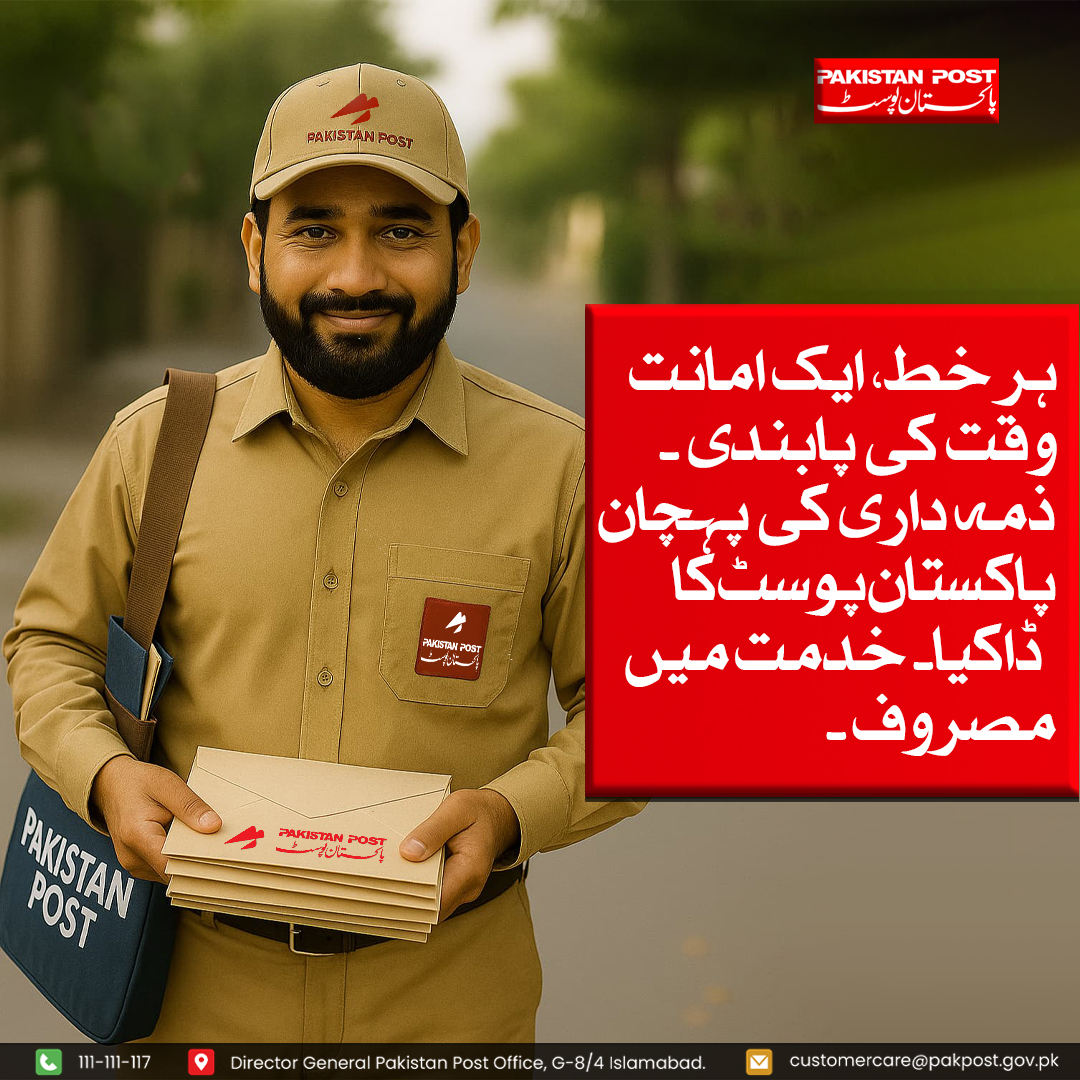 PAKISTAN POST
پاکستان پوسٹ
PAKISTAN POST
ہر خط، ایک امانت
وقت کی پابندی ۔
ذمہ داری کی پہچان
پاکستان پوسٹ کا
ڈاکیا۔ خدمت میں
مصروف ۔
PAKISTAN POST
پاکستان پوسٹ
PAKISTAN POST
پاکستان پوسٹ
PAKISTAN
POST
111-111-117
Director General Pakistan Post Office, G-8/4 Islamabad.
customercare@pakpost.gov.pk